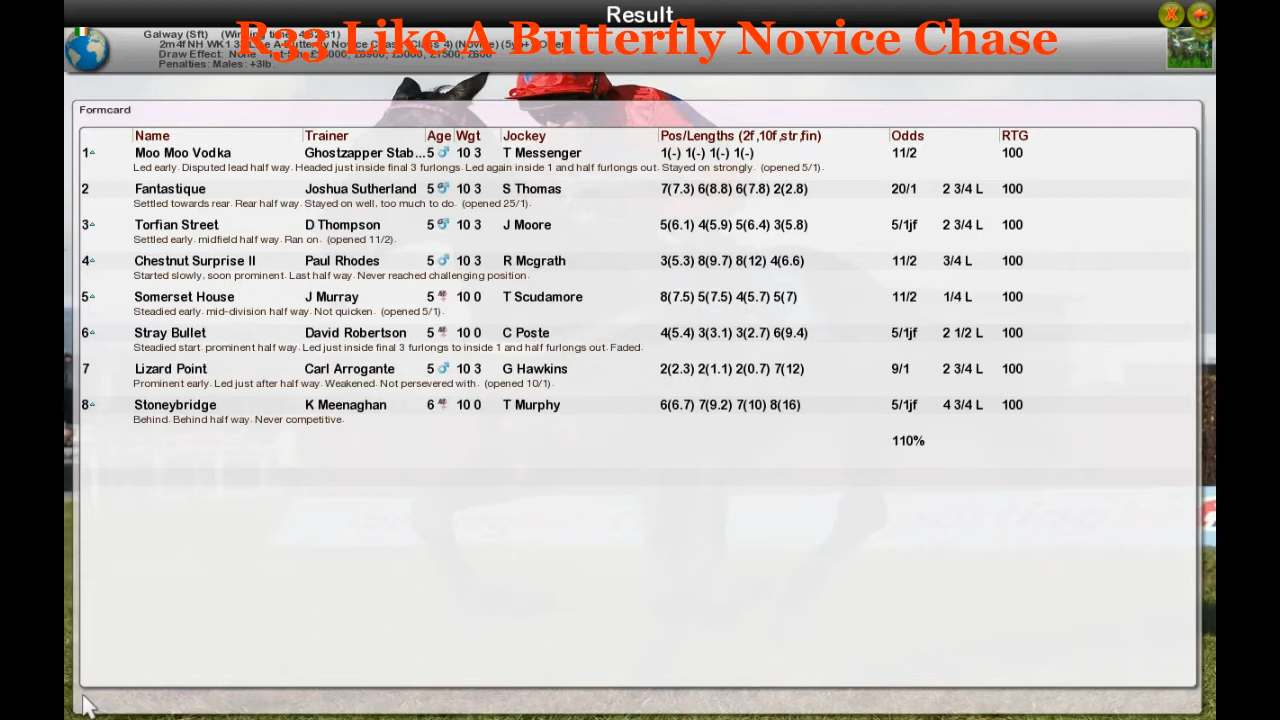 Result
R33 Like A Butterfly Novice Chase
Galway (Sft)
Penalties: Males: +3lb.
Formcard
Name Trainer Age Wgt Jockey Pos/Lengths (2f,10f,str,fin) Odds RTG
1 Moo Moo Vodka Ghostzapper Stab... 5 10 3 T Messenger 1(-) 1(-) 1(-) 1(-) 11/2 100
Led early. Disputed lead half way. Headed just inside final 3 furlongs. Led again inside 1 and half furlongs out. Stayed on strongly. (opened 5/1).
2 Fantastique Joshua Sutherland 5 10 3 S Thomas 7(7.3) 6(8.8) 6(7.8) 2(2.8) 20/1 2 3/4 L 100
Settled towards rear. Rear half way. Stayed on well, too much to do. (opened 25/1).
3 Torfian Street D Thompson 5 10 3 J Moore 5(6.1) 4(5.9) 5(6.4) 3(5.8) 5/1jf 2 3/4 L 100
Settled early. midfield half way. Ran on. (opened 11/2).
4 Chestnut Surprise II Paul Rhodes 5 10 3 R Mcgrath 3(5.3) 8(9.7) 8(12) 4(6.6) 11/2 3/4 L 100
Started slowly, soon prominent. Last half way. Never reached challenging position.
5 Somerset House J Murray 5 10 0 T Scudamore 8(7.5) 5(7.5) 4(5.7) 5(7) 11/2 1/4 L 100
Steadied early. mid-division half way. Not quicken. (opened 5/1).
6 Stray Bullet David Robertson 5 10 0 C Poste 4(5.4) 3(3.1) 3(2.7) 6(9.4) 5/1jf 2 1/2 L 100
Steadied start. prominent half way. Led just inside final 3 furlongs to inside 1 and half furlongs out. Faded.
7 Lizard Point Carl Arrogante 5 10 3 G Hawkins 2(2.3) 2(1.1) 2(0.7) 7(12) 9/1 2 3/4 L 100
Prominent early. Led just after half way. Weakened. Not persevered with. (opened 10/1).
8 Stoneybridge K Meenaghan 6 10 0 T Murphy 6(6.7) 7(9.2) 7(10) 8(16) 5/1jf 4 3/4 L 100
Behind. Behind half way. Never competitive.
110%